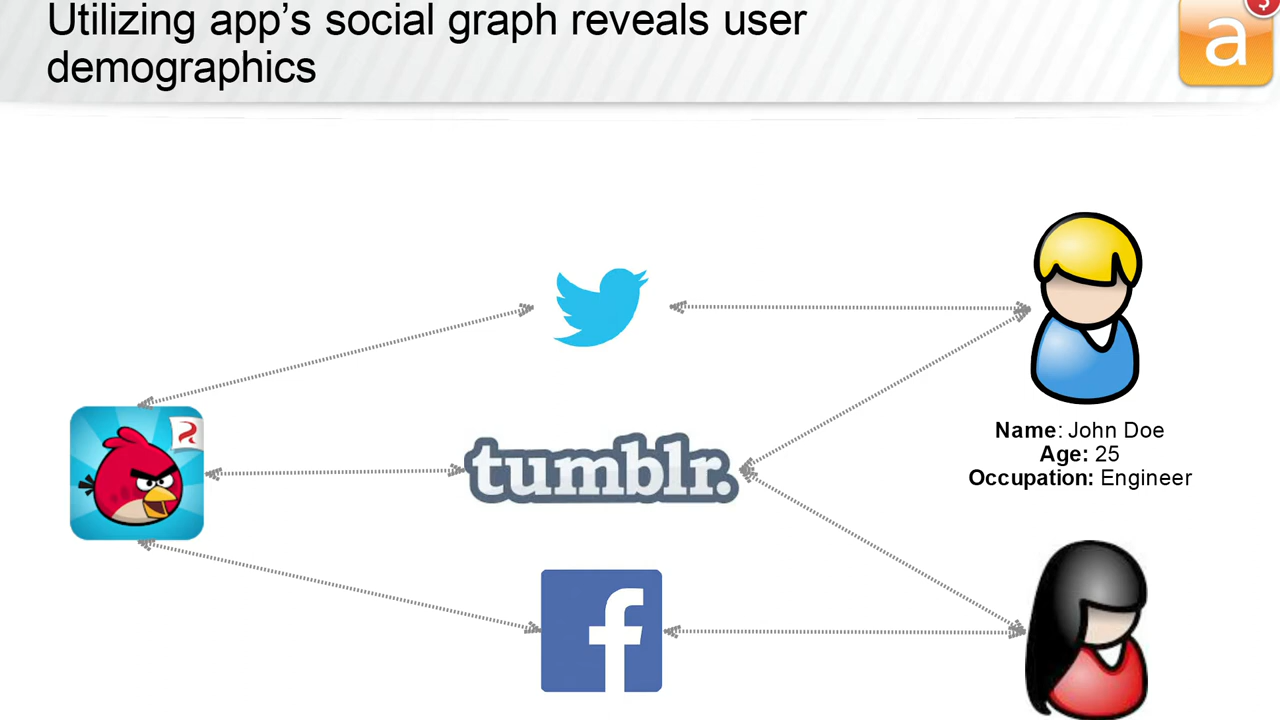 Utilizing app's social graph reveals user
demographics
a
$
tumblr.
Name: John Doe
Age: 25
Occupation: Engineer
f